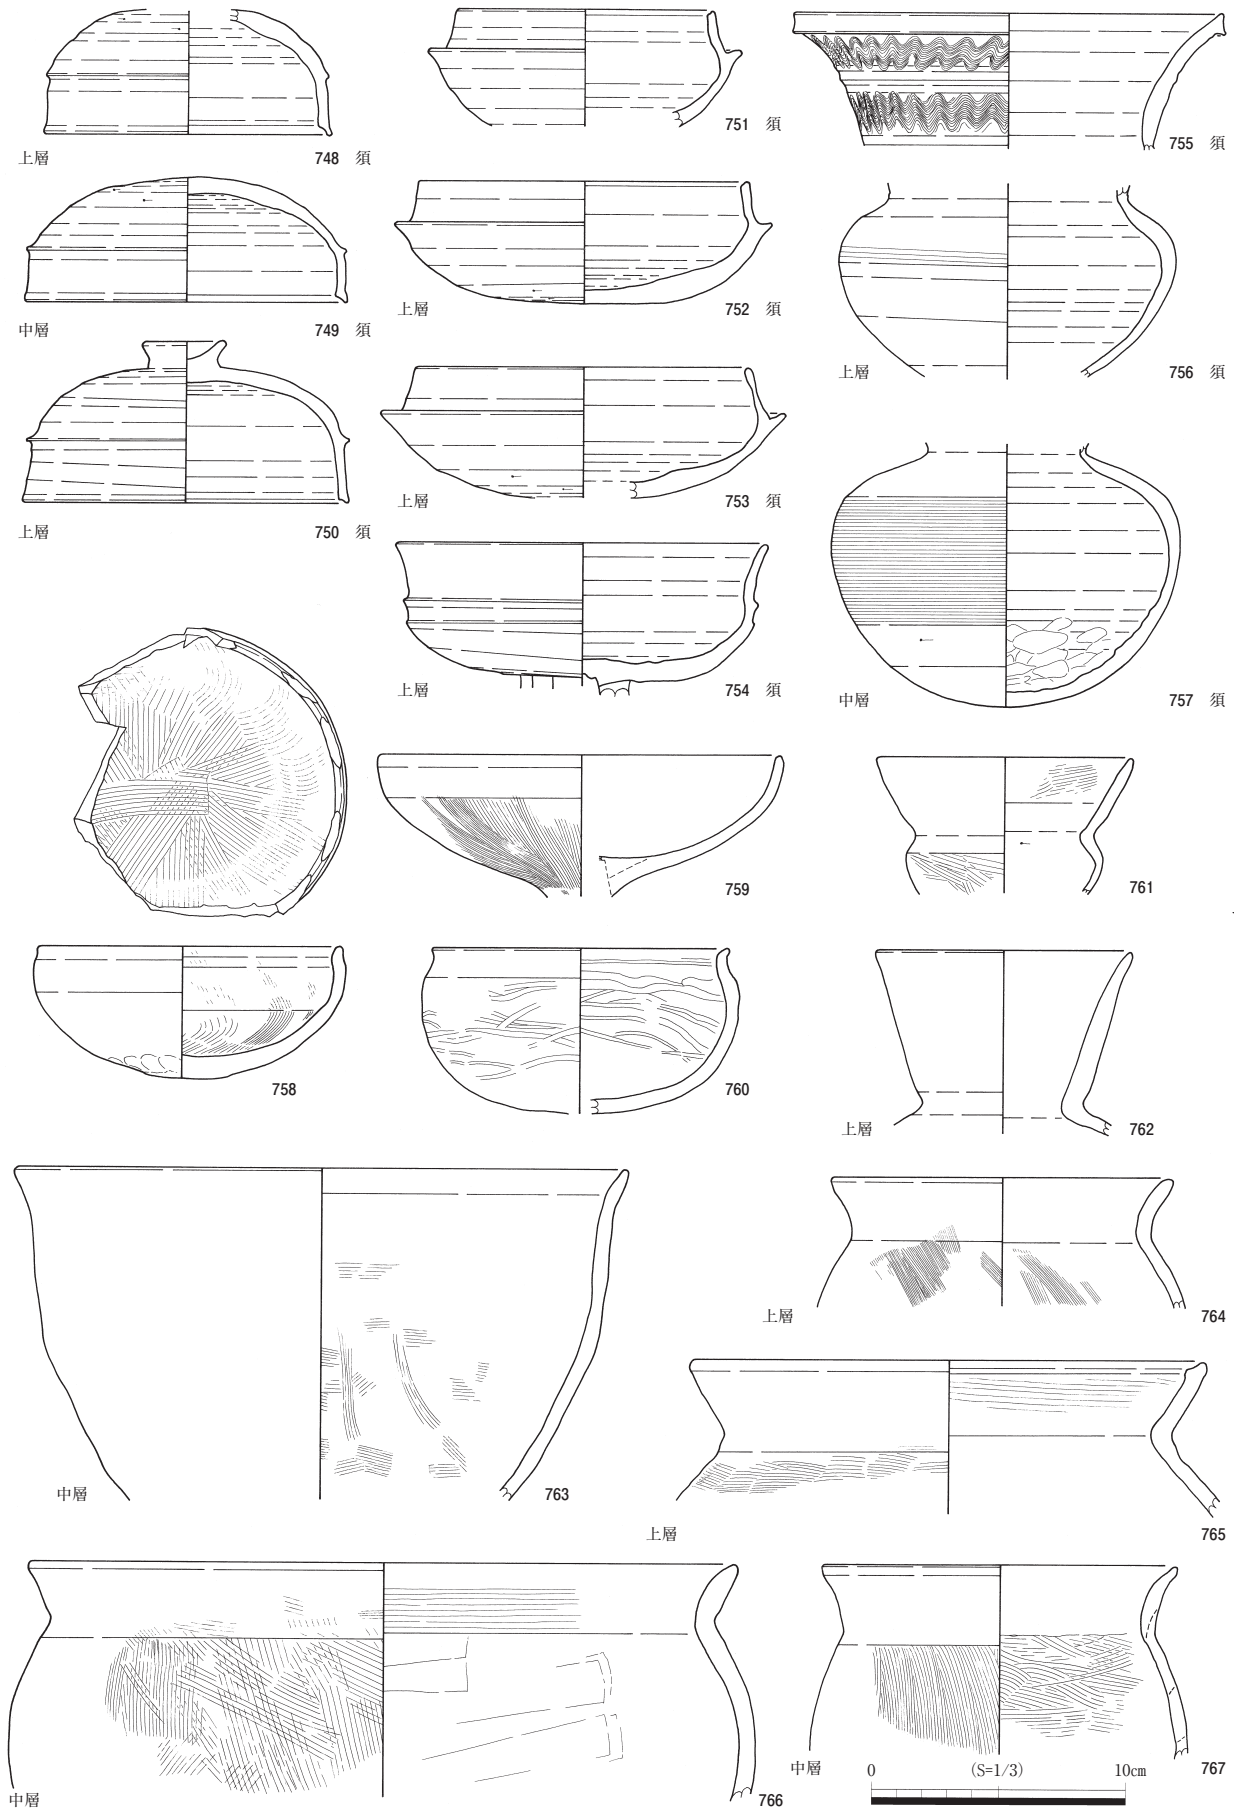 上層 748 須
751 須
755 須
中層 749 須
上層 752 須
上層 756 須
上層 750 須
上層 753 須
上層 754 須
中層 757 須
759
761
758
760
上層 762
中層 763
上層 764
上層 765
中層 766
中層 767
0 (S=1/3) 10cm